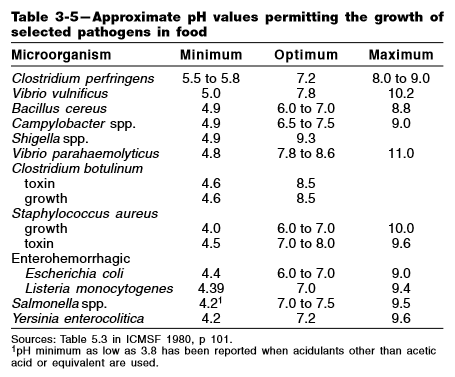 Table 3-5—Approximate pH values permitting the growth of
selected pathogens in food
Microorganism Minimum Optimum Maximum
Clostridium perfringens 5.5 to 5.8 7.2 8.0 to 9.0
Vibrio vulnificus 5.0 7.8 10.2
Bacillus cereus 4.9 6.0 to 7.0 8.8
Campylobacter spp. 4.9 6.5 to 7.5 9.0
Shigella spp. 4.9 9.3
Vibrio parahaemolyticus 4.8 7.8 to 8.6 11.0
Clostridium botulinum
toxin 4.6 8.5
growth 4.6 8.5
Staphylococcus aureus
growth 4.0 6.0 to 7.0 10.0
toxin 4.5 7.0 to 8.0 9.6
Enterohemorrhagic
Escherichia coli 4.4 6.0 to 7.0 9.0
Listeria monocytogenes 4.39 7.0 9.4
Salmonella spp. 4.2¹ 7.0 to 7.5 9.5
Yersinia enterocolitica 4.2 7.2 9.6
Sources: Table 5.3 in ICMSF 1980, p 101.
¹pH minimum as low as 3.8 has been reported when acidulants other than acetic
acid or equivalent are used.